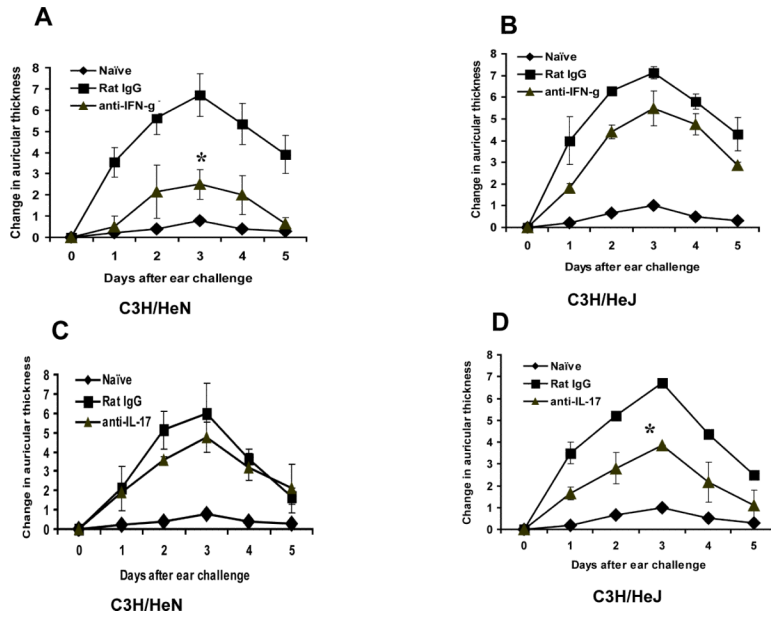 A
Naïve
Rat IgG
anti-IFN-g
Change in auricular thickness
8
7
6
5
4
3
2
1
0
*
0 1 2 3 4 5
Days after ear challenge
C3H/HeN
B
Naïve
Rat IgG
anti-IFN-g
Change in auricular thickness
8
7
6
5
4
3
2
1
0
0 1 2 3 4 5
Days after ear challenge
C3H/HeJ
C
Naïve
Rat IgG
anti-IL-17
Change in auricular thickness
8
7
6
5
4
3
2
1
0
0 1 2 3 4 5
Days after ear challenge
C3H/HeN
D
Naïve
Rat IgG
anti-IL-17
Change in auricular thickness
8
7
6
5
4
3
2
1
0
*
0 1 2 3 4 5
Days after ear challenge
C3H/HeJ